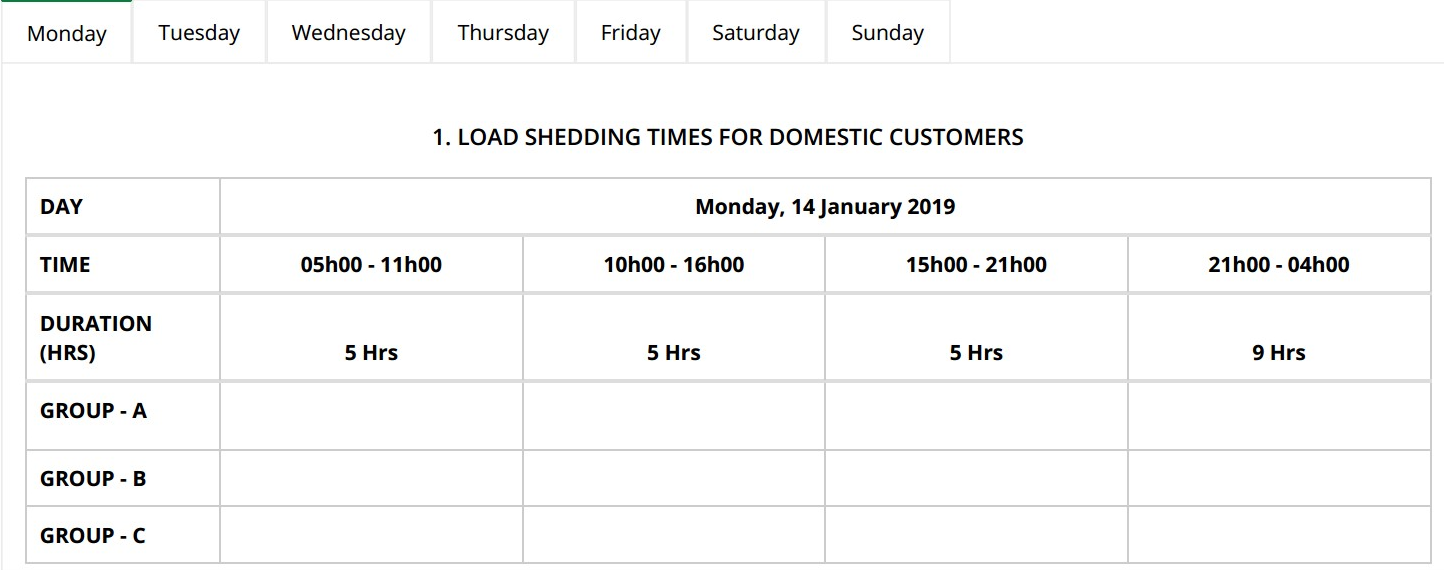 Monday Tuesday Wednesday Thursday Friday Saturday Sunday
1. LOAD SHEDDING TIMES FOR DOMESTIC CUSTOMERS
DAY Monday, 14 January 2019
TIME 05h00 - 11h00 10h00 - 16h00 15h00 - 21h00 21h00 - 04h00
DURATION
(HRS) 5 Hrs 5 Hrs 5 Hrs 9 Hrs
GROUP - A
GROUP - B
GROUP - C